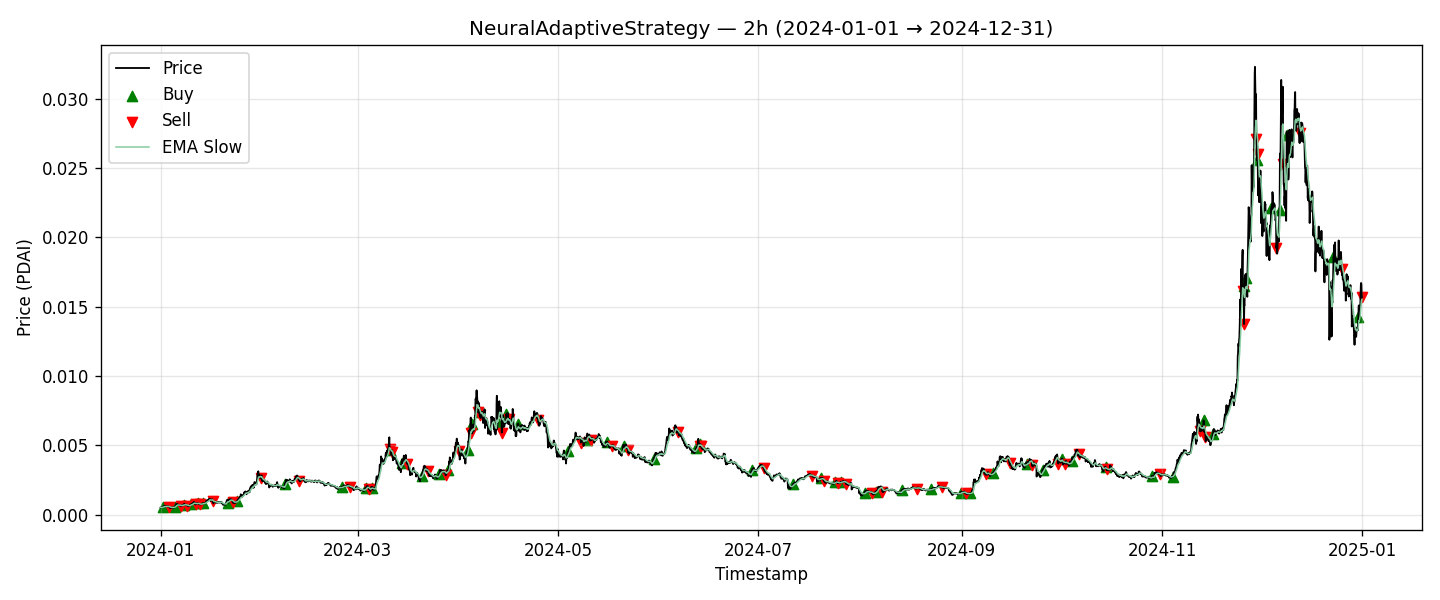 NeuralAdaptiveStrategy — 2h (2024-01-01 → 2024-12-31)
Price
Buy
Sell
EMA Slow
Price (PDAI)
0.030
0.025
0.020
0.015
0.010
0.005
0.000
2024-01 2024-03 2024-05 2024-07 2024-09 2024-11 2025-01
Timestamp